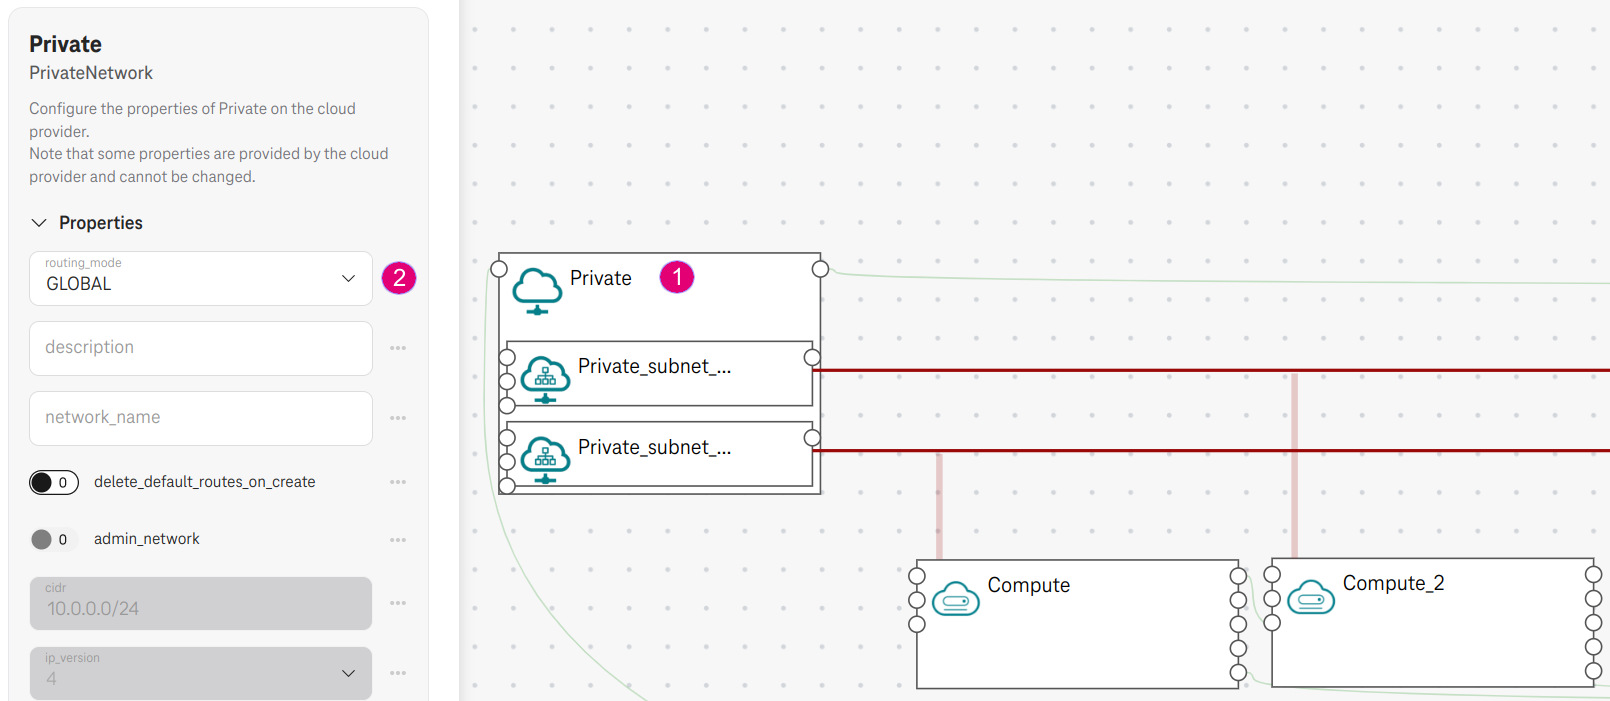 Private
PrivateNetwork
Configure the properties of Private on the cloud
provider.
Note that some properties are provided by the cloud
provider and cannot be changed.
Properties
routing_mode
GLOBAL
2
description
network_name
0 delete_default_routes_on_create
0 admin_network
cidr
10.0.0.0/24
ip_version
4
Private 1
Private_subnet_...
Private_subnet_...
Compute
Compute_2